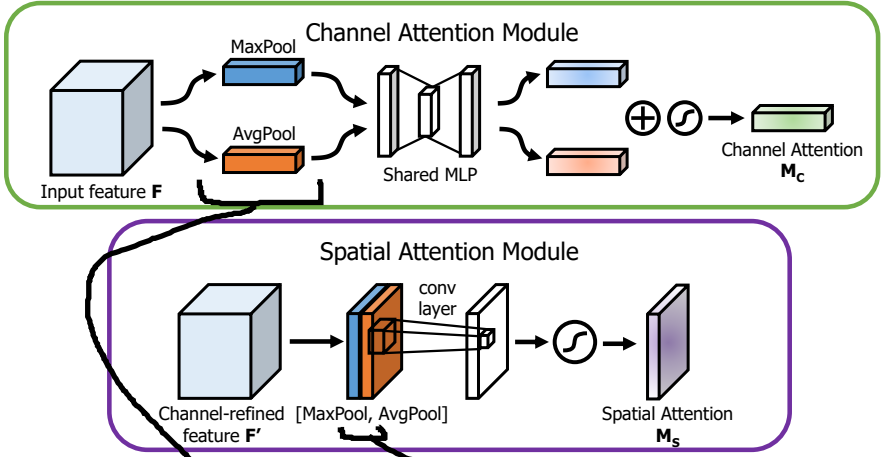 Channel Attention Module
MaxPool
AvgPool
Input feature F
Shared MLP
Channel Attention
Mc
Spatial Attention Module
conv
layer
Channel-refined
feature F'
[MaxPool, AvgPool]
Spatial Attention
Ms